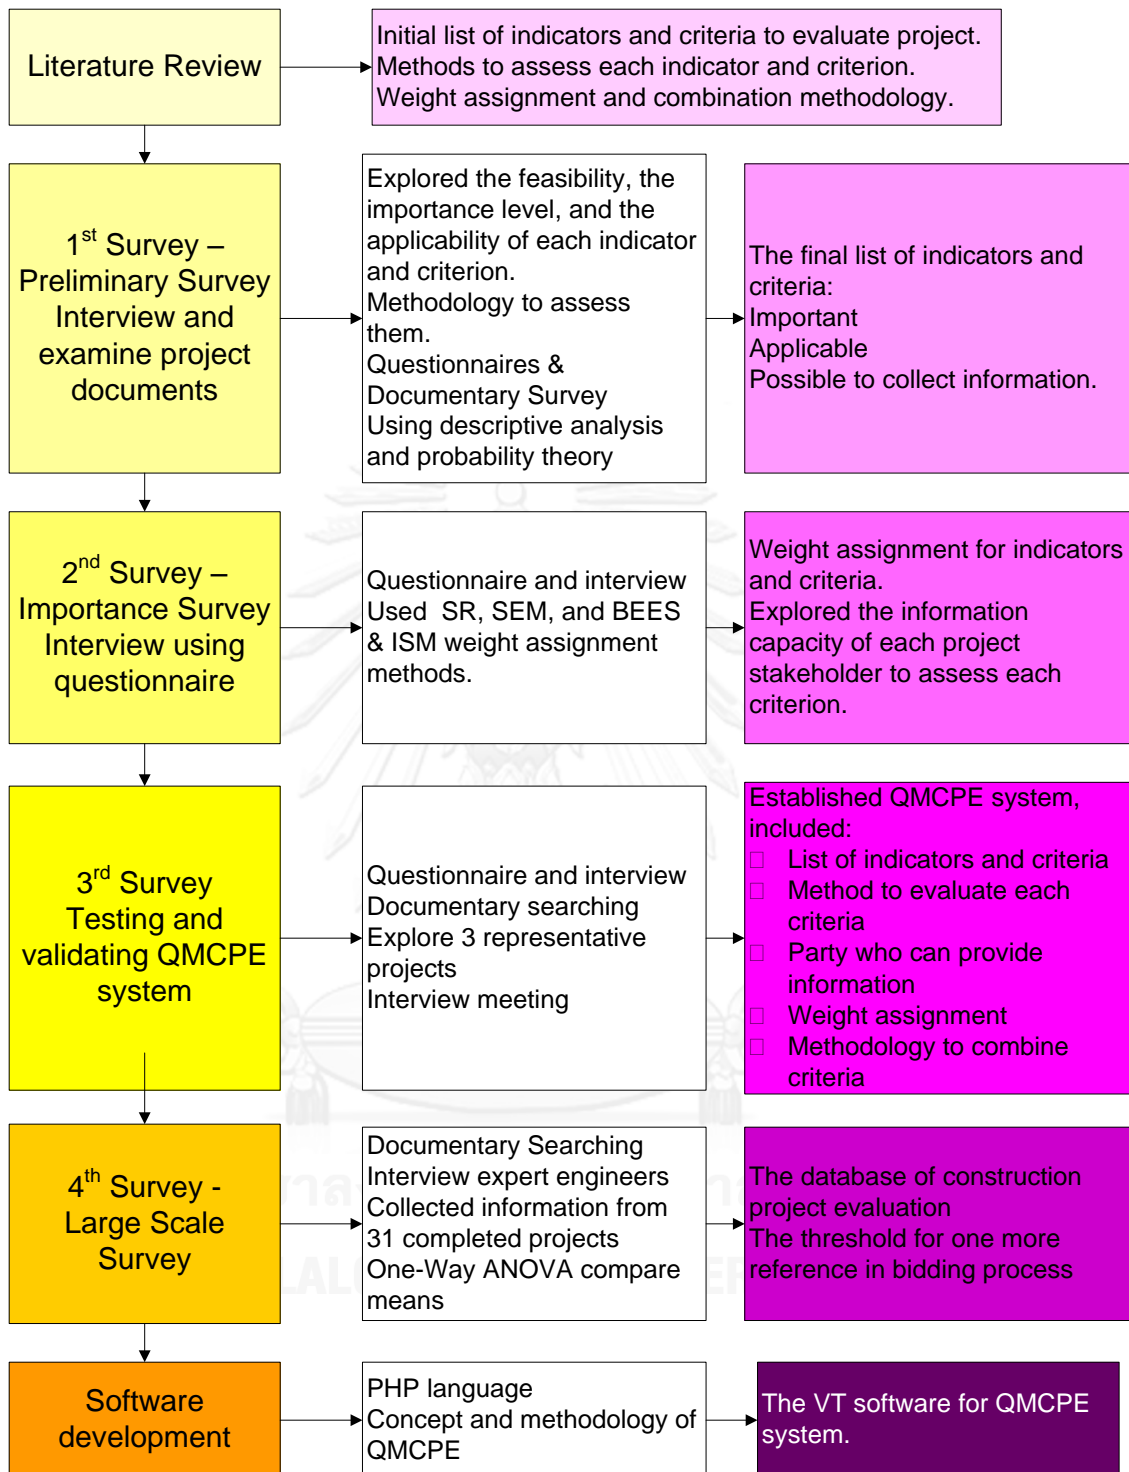 Literature Review
Initial list of indicators and criteria to evaluate project.
Methods to assess each indicator and criterion.
Weight assignment and combination methodology.
1st Survey –
Preliminary Survey
Interview and
examine project
documents
Explored the feasibility, the
importance level, and the
applicability of each indicator
and criterion.
Methodology to assess
them.
Questionnaires &
Documentary Survey
Using descriptive analysis
and probability theory
The final list of indicators and
criteria:
Important
Applicable
Possible to collect information.
2nd Survey –
Importance Survey
Interview using
questionnaire
Questionnaire and interview
Used SR, SEM, and BEES
& ISM weight assignment
methods.
Weight assignment for indicators
and criteria.
Explored the information
capacity of each project
stakeholder to assess each
criterion.
3rd Survey
Testing and
validating QMCPE
system
Questionnaire and interview
Documentary searching
Explore 3 representative
projects
Interview meeting
Established QMCPE system,
included:
List of indicators and criteria
Method to evaluate each
criteria
Party who can provide
information
Weight assignment
Methodology to combine
criteria
4th Survey -
Large Scale
Survey
Documentary Searching
Interview expert engineers
Collected information from
31 completed projects
One-Way ANOVA compare
means
The database of construction
project evaluation
The threshold for one more
reference in bidding process
Software
development
PHP language
Concept and methodology of
QMCPE
The VT software for QMCPE
system.